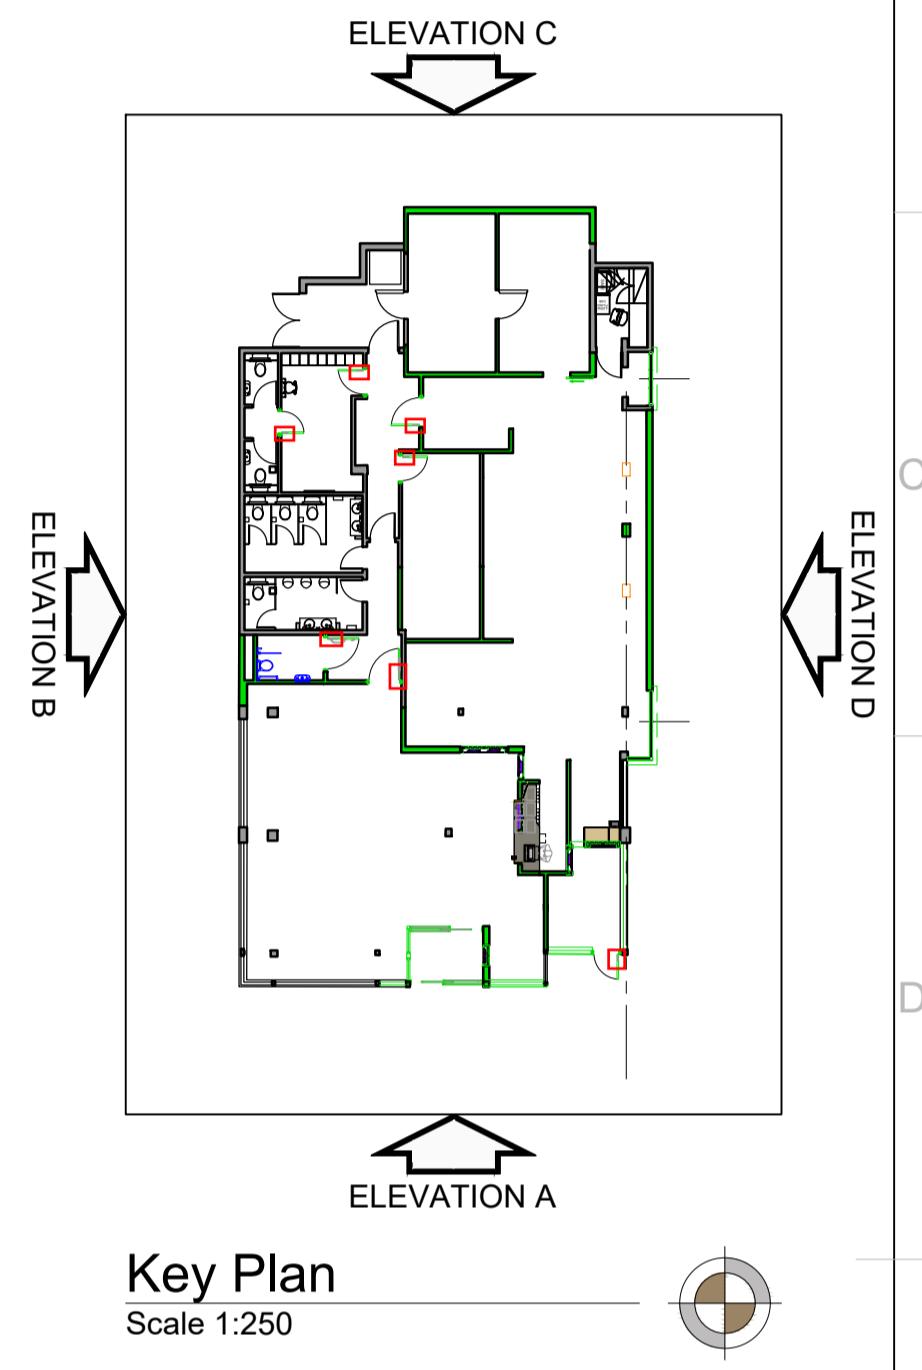 ELEVATION C
C
ELEVATION B
ELEVATION D
D
ELEVATION A
Key Plan
Scale 1:250